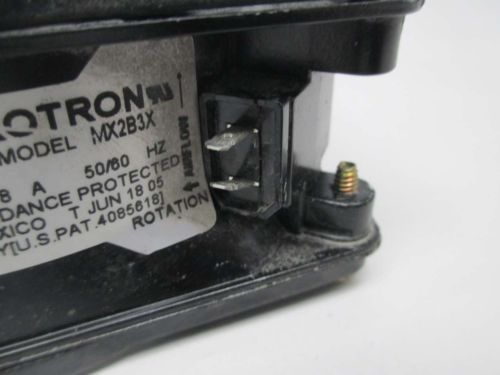 OTRON
MODEL MX2B3X
8 A 50/60 HZ
DANCE PROTECTED
XICO T JUN 18 05
Y[U.S.PAT.4085618]
ROTATION
AIRFLOW